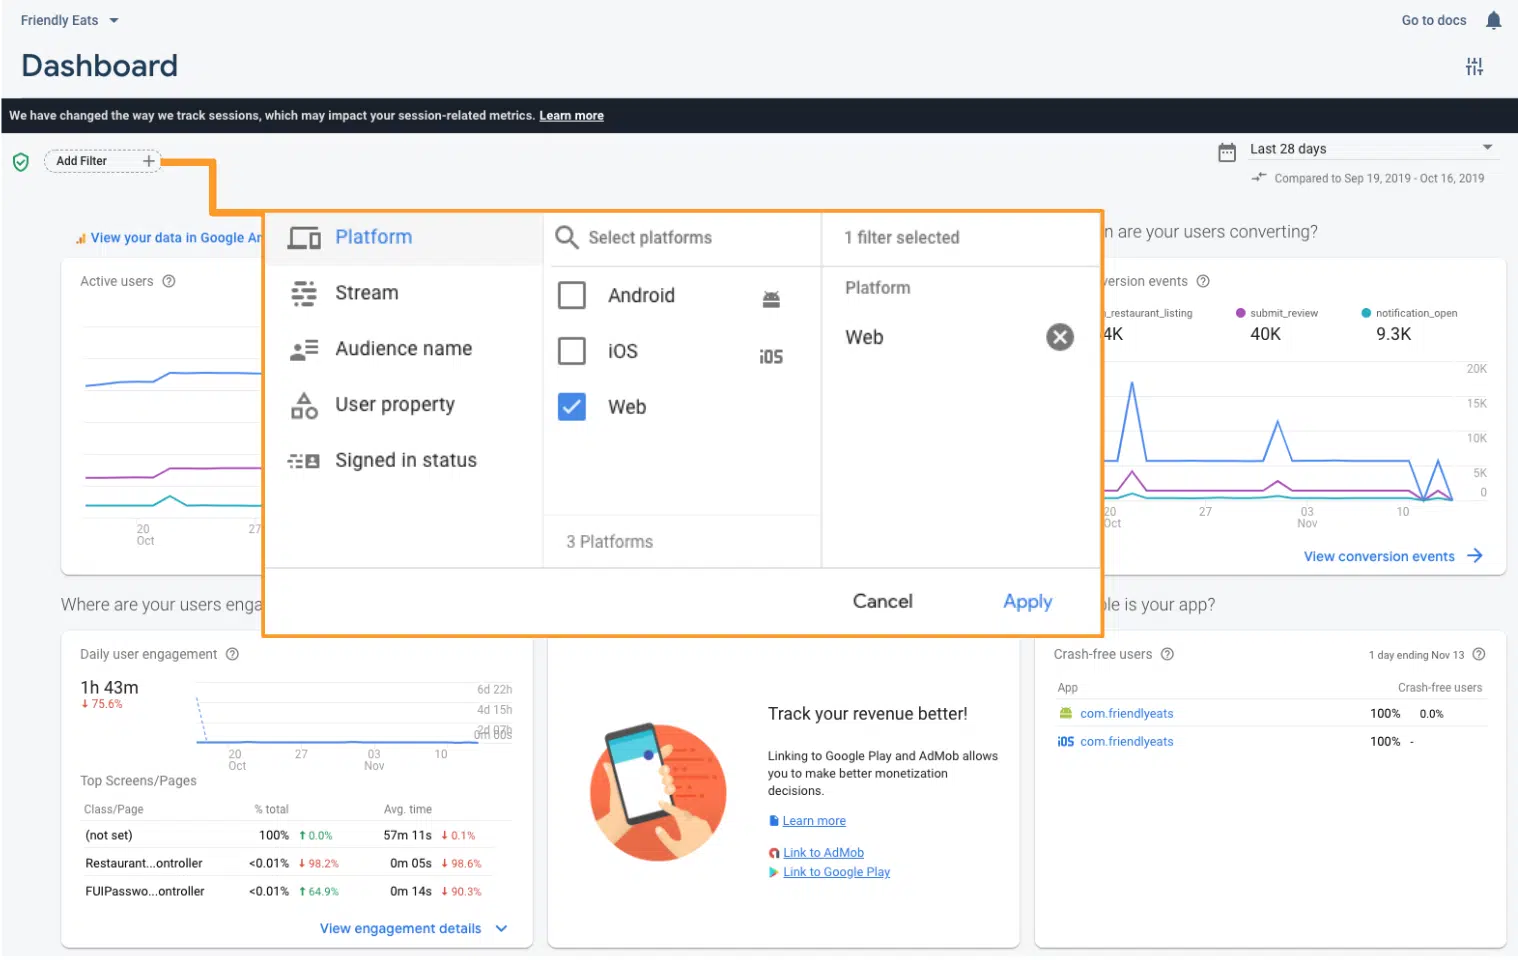 Friendly Eats
Go to docs
Dashboard
We have changed the way we track sessions, which may impact your session-related metrics. Learn more
Add Filter
Last 28 days
Compared to Sep 19, 2019 - Oct 16, 2019
View your data in Google
are your users converting?
Active users
20
Oct
27
Platform
Stream
Audience name
User property
Signed in status
Select platforms
Android
iOS
iOS
Web
3 Platforms
1 filter selected
Platform
Web
Cancel
Apply
events
_restaurant_listing
4K
submit_review
40K
notification_open
9.3K
20K
15K
10K
5K
0
20
Oct
27
03
Nov
10
View conversion events
Where are your users
is your app?
Daily user engagement
1h 43m
75.6%
6d 22h
4d 15h
2d 07h
0m 00s
20
Oct
27
03
Nov
10
Top Screens/Pages
Class/Page % total Avg. time
(not set) 100% 0.0% 57m 11s 0.1%
Restaurant...ontroller <0.01% 98.2% 0m 05s 98.6%
FUIPasswo...ontroller <0.01% 64.9% 0m 14s 90.3%
View engagement details
Track your revenue better!
Linking to Google Play and AdMob allows
you to make better monetization
decisions.
Learn more
Link to AdMob
Link to Google Play
Crash-free users
1 day ending Nov 13
App Crash-free users
com.friendlyeats 100% 0.0%
iOS com.friendlyeats 100% -